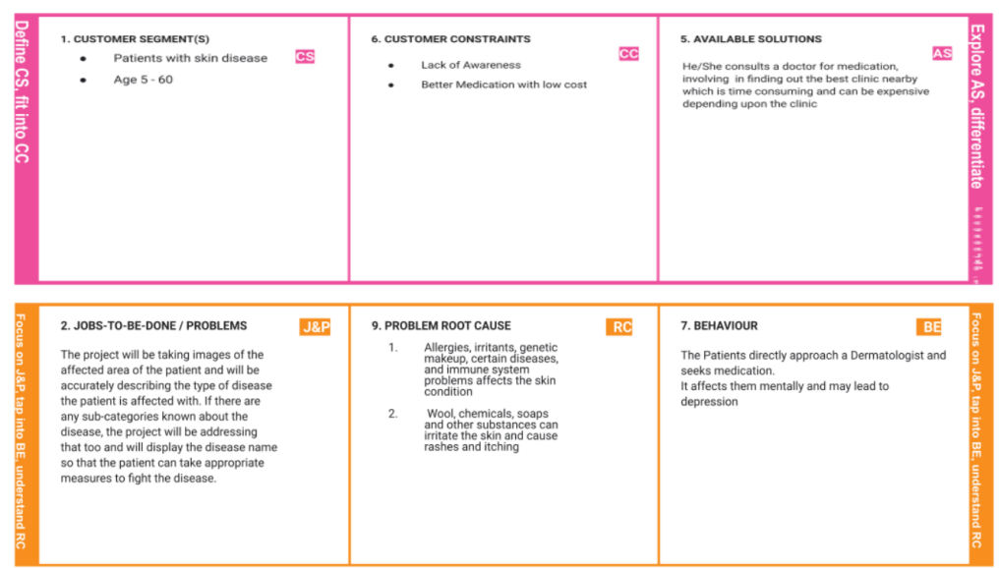 Define CS, fit into CC
1. CUSTOMER SEGMENT(S)
CS
• Patients with skin disease
• Age 5 - 60
6. CUSTOMER CONSTRAINTS
CC
• Lack of Awareness
• Better Medication with low cost
5. AVAILABLE SOLUTIONS
AS
He/She consults a doctor for medication,
involving in finding out the best clinic nearby
which is time consuming and can be expensive
depending upon the clinic
Explore AS, differentiate
Focus on J&P, tap into BE, understand RC
2. JOBS-TO-BE-DONE / PROBLEMS
J&P
The project will be taking images of the
affected area of the patient and will be
accurately describing the type of disease
the patient is affected with. If there are
any sub-categories known about the
disease, the project will be addressing
that too and will display the disease name
so that the patient can take appropriate
measures to fight the disease.
9. PROBLEM ROOT CAUSE
RC
1. Allergies, irritants, genetic
makeup, certain diseases,
and immune system
problems affects the skin
condition
2. Wool, chemicals, soaps
and other substances can
irritate the skin and cause
rashes and itching
7. BEHAVIOUR
BE
The Patients directly approach a Dermatologist and
seeks medication.
It affects them mentally and may lead to
depression
Focus on J&P, tap into BE, understand RC